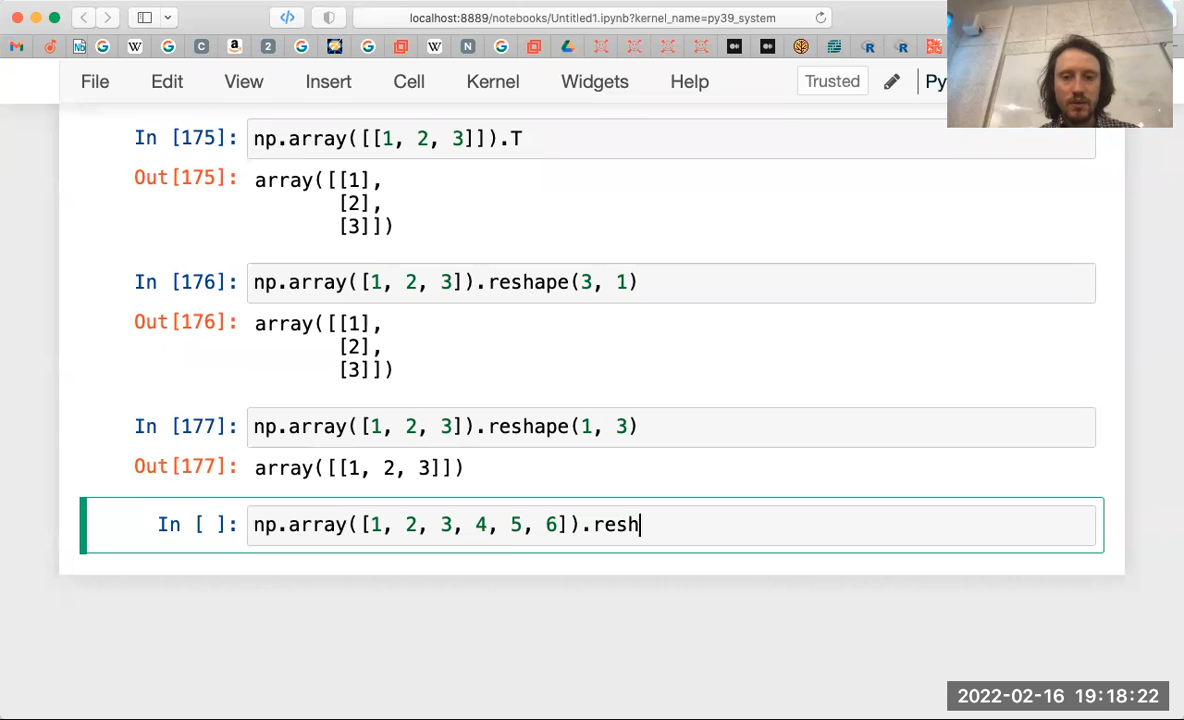 localhost:8889/notebooks/Untitled1.ipynb?kernel_name=py39_system
File Edit View Insert Cell Kernel Widgets Help Trusted Py
In [175]: np.array([[1, 2, 3]]).T
Out[175]: array([[1],
[2],
[3]])
In [176]: np.array([1, 2, 3]).reshape(3, 1)
Out[176]: array([[1],
[2],
[3]])
In [177]: np.array([1, 2, 3]).reshape(1, 3)
Out[177]: array([[1, 2, 3]])
In [ ]: np.array([1, 2, 3, 4, 5, 6]).resh
2022-02-16 19:18:22